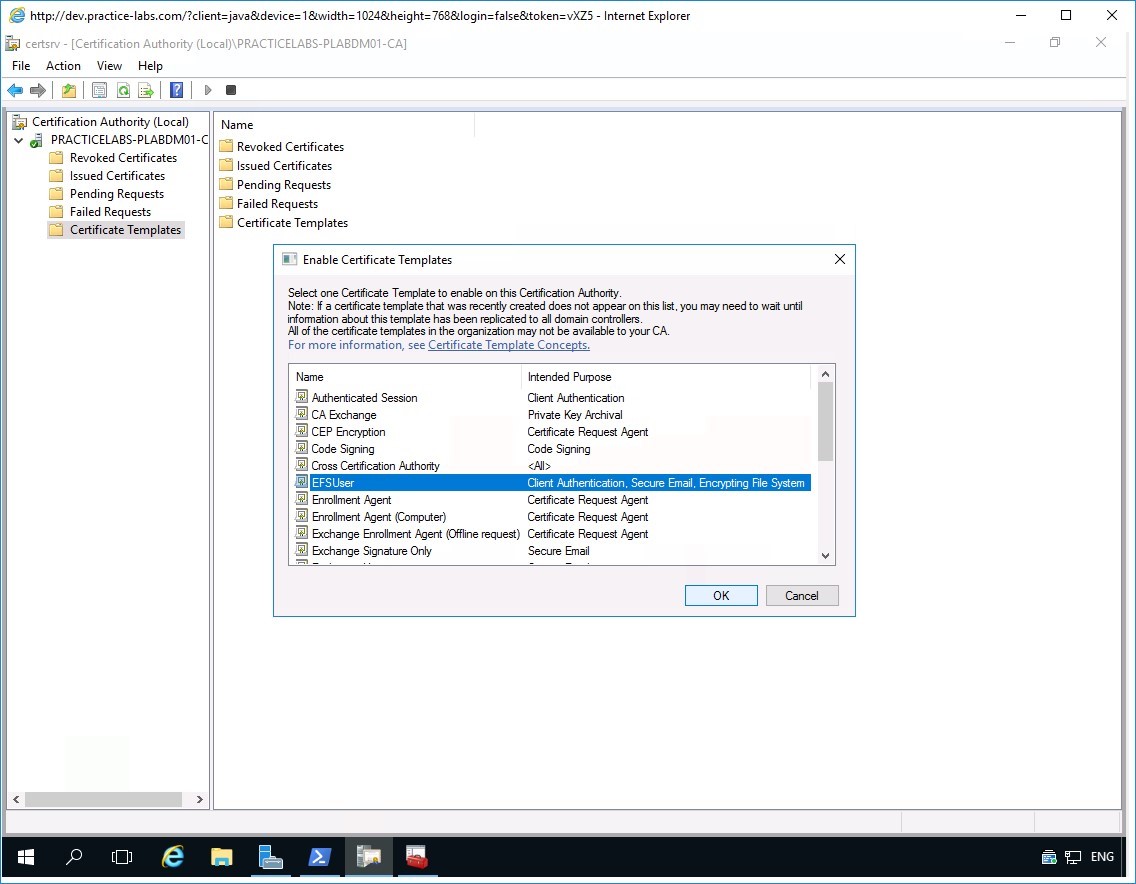 http://dev.practice-labs.com/?client=java&device=1&width=1024&height=768&login=false&token=vXZ5 - Internet Explorer
certsrv - [Certification Authority (Local)\PRACTICELABS-PLABDM01-CA]
File Action View Help
Certification Authority (Local)
PRACTICELABS-PLABDM01-C
Revoked Certificates
Issued Certificates
Pending Requests
Failed Requests
Certificate Templates
Name
Revoked Certificates
Issued Certificates
Pending Requests
Failed Requests
Certificate Templates
Enable Certificate Templates
Select one Certificate Template to enable on this Certification Authority.
Note: If a certificate template that was recently created does not appear on this list, you may need to wait until
information about this template has been replicated to all domain controllers.
All of the certificate templates in the organization may not be available to your CA.
For more information, see Certificate Template Concepts.
Name Intended Purpose
Authenticated Session Client Authentication
CA Exchange Private Key Archival
CEP Encryption Certificate Request Agent
Code Signing Code Signing
Cross Certification Authority <All>
EFSUser Client Authentication, Secure Email, Encrypting File System
Enrollment Agent Certificate Request Agent
Enrollment Agent (Computer) Certificate Request Agent
Exchange Enrollment Agent (Offline request) Certificate Request Agent
Exchange Signature Only Secure Email
OK Cancel
ENG